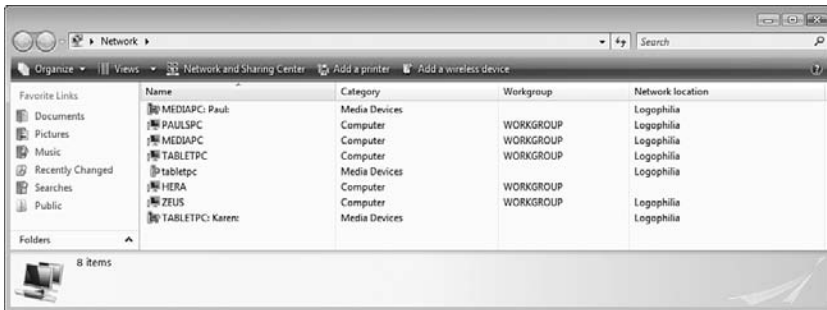 Network
Search
Organize Views Network and Sharing Center Add a printer Add a wireless device
Favorite Links
Documents
Pictures
Music
Recently Changed
Searches
Public
Folders
Name Category Workgroup Network location
MEDIAPC: Paul: Media Devices Logophilia
PAULSPC Computer WORKGROUP Logophilia
MEDIAPC Computer WORKGROUP Logophilia
TABLETPC Computer WORKGROUP Logophilia
tabletpc Media Devices Logophilia
HERA Computer WORKGROUP
ZEUS Computer WORKGROUP Logophilia
TABLETPC: Karen: Media Devices Logophilia
8 items